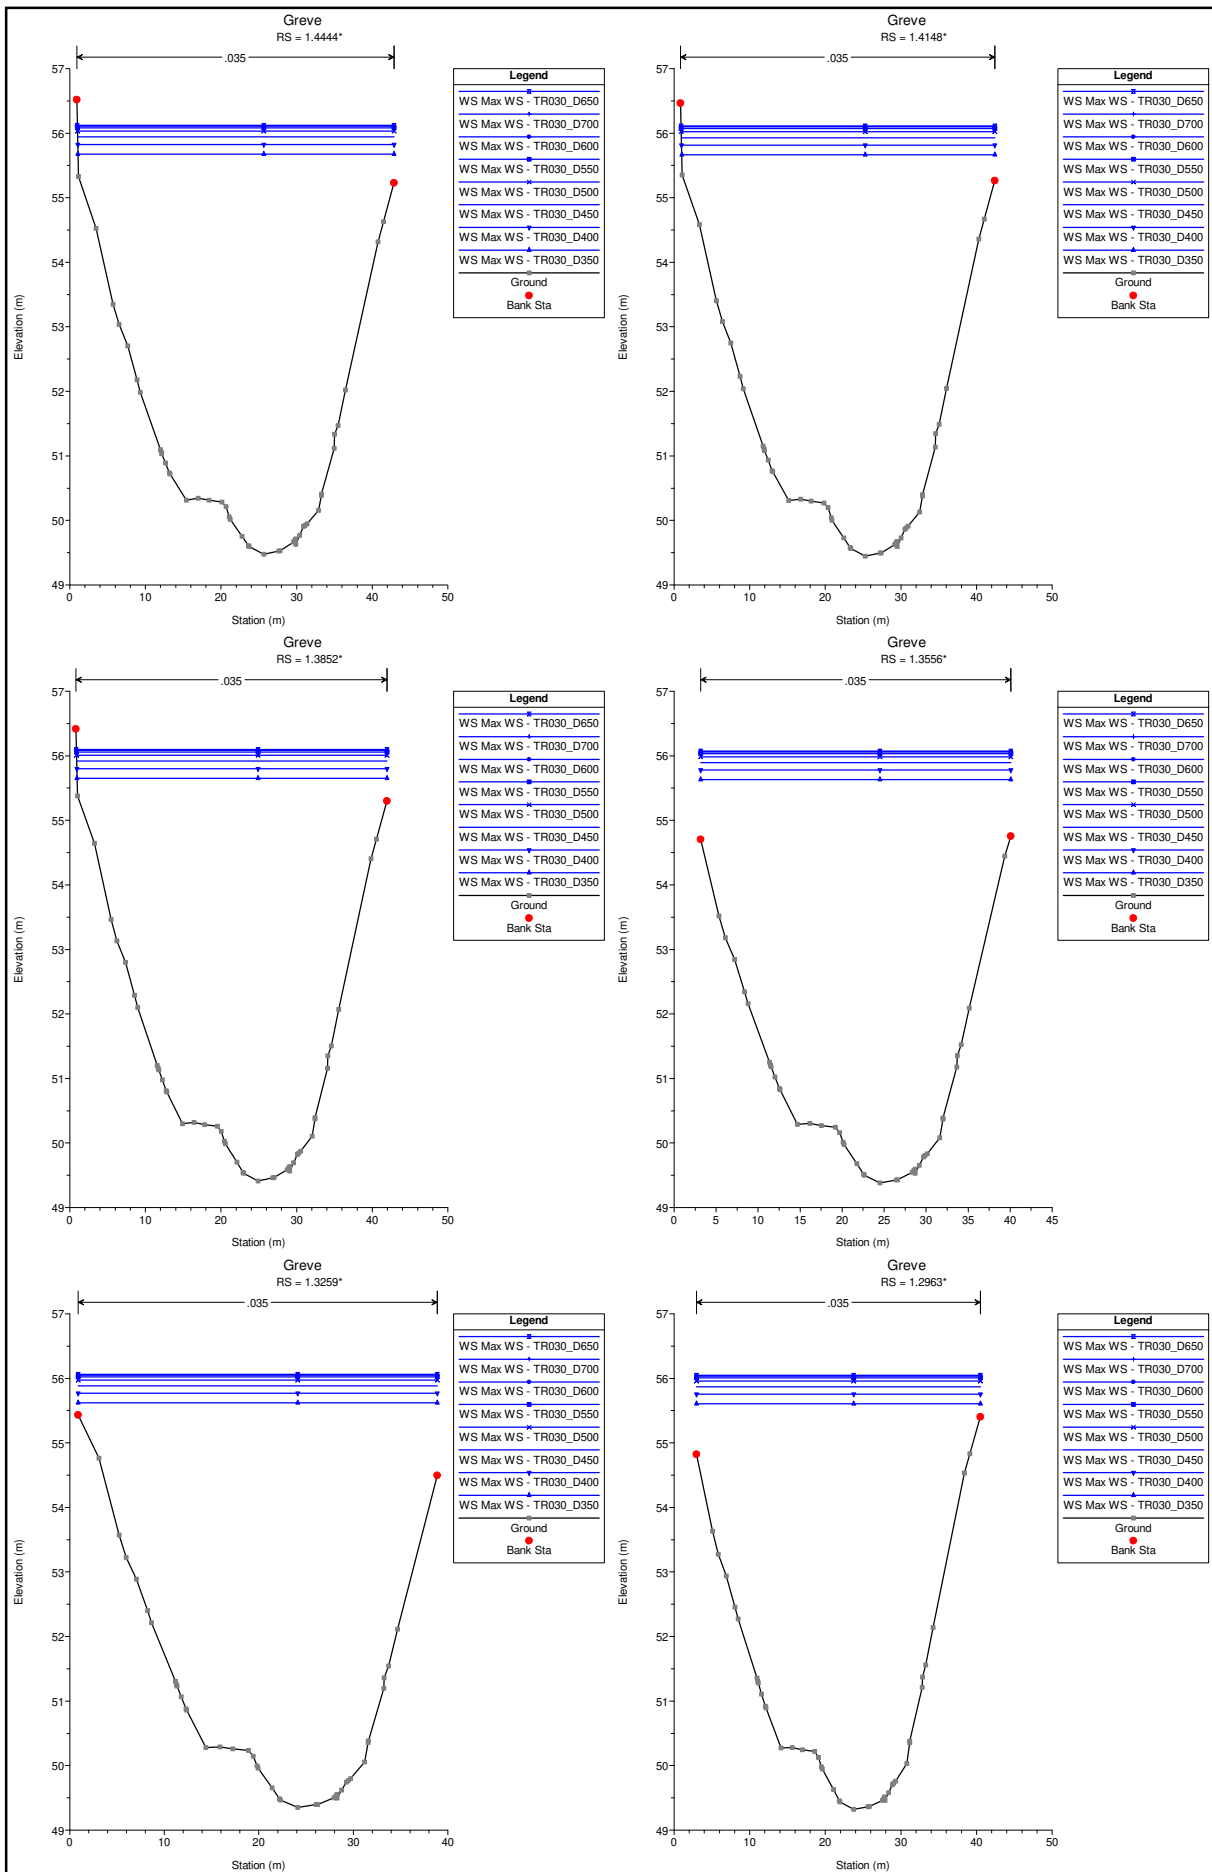 Greve
RS = 1.4444*
.035
57
56
55
54
53
52
51
50
49
Elevation (m)
0 10 20 30 40 50
Station (m)
Legend
WS Max WS - TR030_D650
WS Max WS - TR030_D700
WS Max WS - TR030_D600
WS Max WS - TR030_D550
WS Max WS - TR030_D500
WS Max WS - TR030_D450
WS Max WS - TR030_D400
WS Max WS - TR030_D350
Ground
Bank Sta
Greve
RS = 1.4148*
.035
57
56
55
54
53
52
51
50
49
Elevation (m)
0 10 20 30 40 50
Station (m)
Legend
WS Max WS - TR030_D650
WS Max WS - TR030_D700
WS Max WS - TR030_D600
WS Max WS - TR030_D550
WS Max WS - TR030_D500
WS Max WS - TR030_D450
WS Max WS - TR030_D400
WS Max WS - TR030_D350
Ground
Bank Sta
Greve
RS = 1.3852*
.035
57
56
55
54
53
52
51
50
49
Elevation (m)
0 10 20 30 40 50
Station (m)
Legend
WS Max WS - TR030_D650
WS Max WS - TR030_D700
WS Max WS - TR030_D600
WS Max WS - TR030_D550
WS Max WS - TR030_D500
WS Max WS - TR030_D450
WS Max WS - TR030_D400
WS Max WS - TR030_D350
Ground
Bank Sta
Greve
RS = 1.3556*
.035
57
56
55
54
53
52
51
50
49
Elevation (m)
0 5 10 15 20 25 30 35 40 45
Station (m)
Legend
WS Max WS - TR030_D650
WS Max WS - TR030_D700
WS Max WS - TR030_D600
WS Max WS - TR030_D550
WS Max WS - TR030_D500
WS Max WS - TR030_D450
WS Max WS - TR030_D400
WS Max WS - TR030_D350
Ground
Bank Sta
Greve
RS = 1.3259*
.035
57
56
55
54
53
52
51
50
49
Elevation (m)
0 10 20 30 40
Station (m)
Legend
WS Max WS - TR030_D650
WS Max WS - TR030_D700
WS Max WS - TR030_D600
WS Max WS - TR030_D550
WS Max WS - TR030_D500
WS Max WS - TR030_D450
WS Max WS - TR030_D400
WS Max WS - TR030_D350
Ground
Bank Sta
Greve
RS = 1.2963*
.035
57
56
55
54
53
52
51
50
49
Elevation (m)
0 10 20 30 40 50
Station (m)
Legend
WS Max WS - TR030_D650
WS Max WS - TR030_D700
WS Max WS - TR030_D600
WS Max WS - TR030_D550
WS Max WS - TR030_D500
WS Max WS - TR030_D450
WS Max WS - TR030_D400
WS Max WS - TR030_D350
Ground
Bank Sta